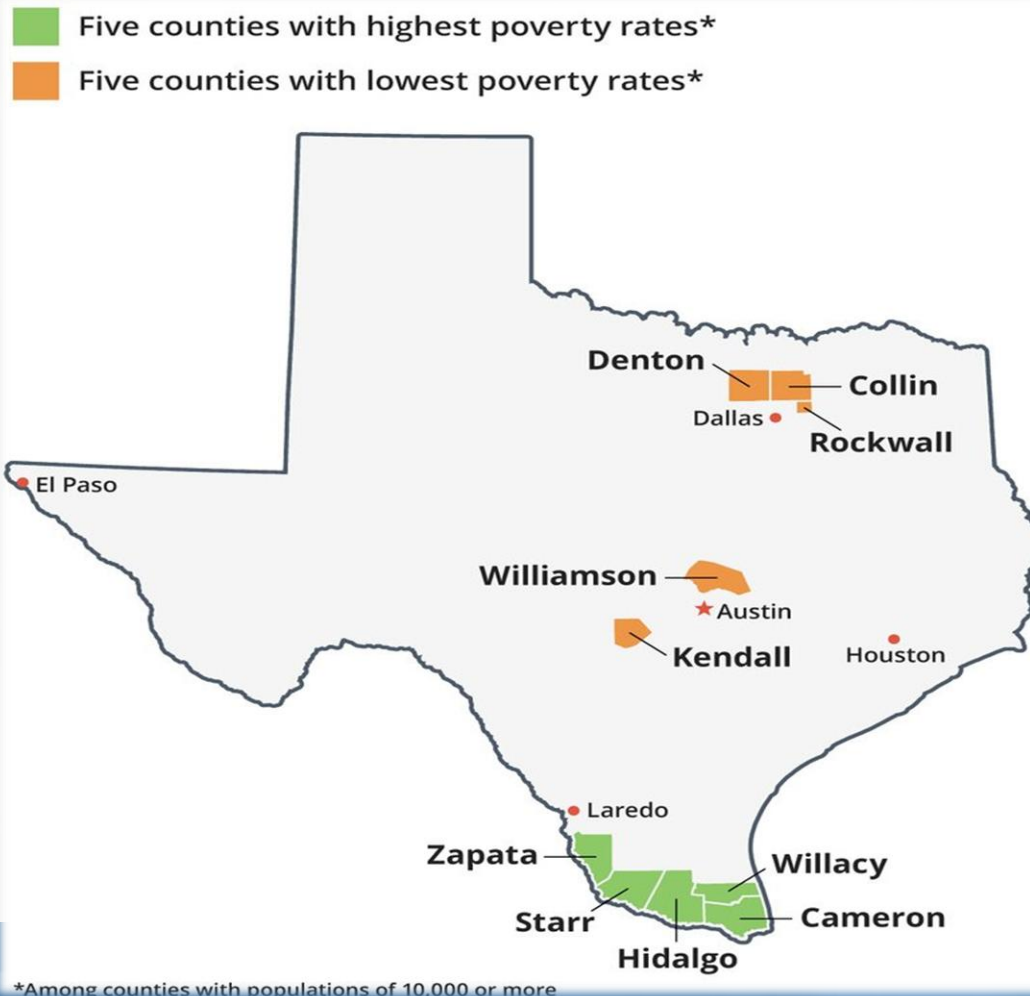 Five counties with highest poverty rates*
Five counties with lowest poverty rates*
Denton
Collin
Dallas
Rockwall
El Paso
Williamson
Austin
Kendall
Houston
Laredo
Zapata
Willacy
Starr
Cameron
Hidalgo
*Among counties with populations of 10,000 or more